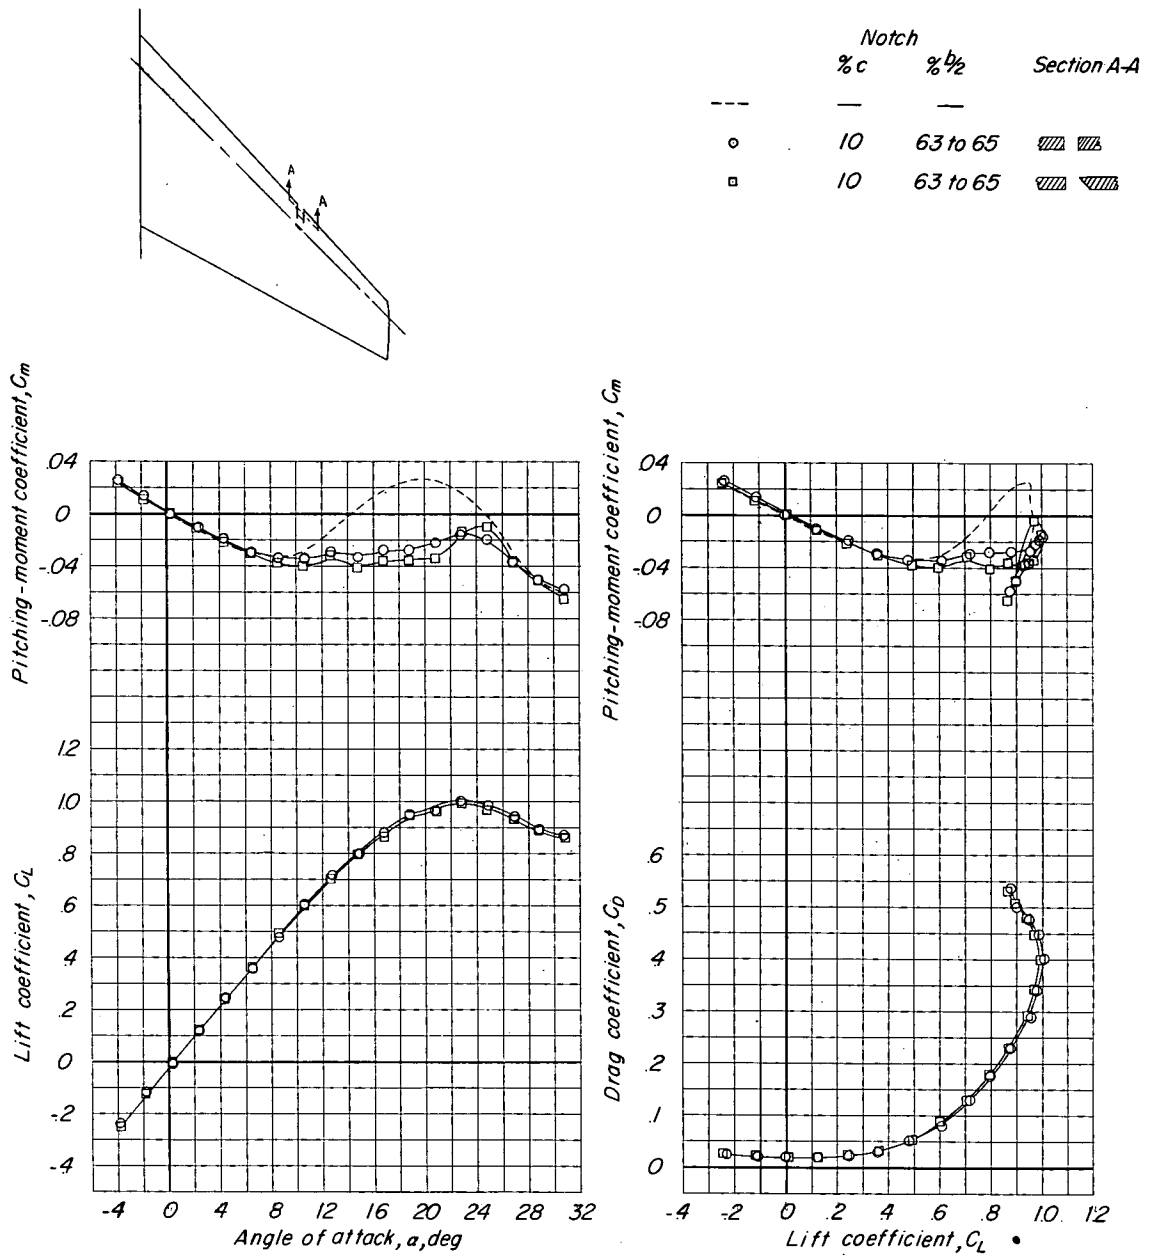 Notch
%c %b/2 Section A-A
--- — —
10 63 to 65
10 63 to 65
A
A
Pitching-moment coefficient, Cm
.04
0
-.04
-.08
Lift coefficient, CL
1.2
1.0
.8
.6
.4
.2
0
-.2
-.4
-4 0 4 8 12 16 20 24 28 32
Angle of attack, α, deg
Pitching-moment coefficient, Cm
.04
0
-.04
-.08
Drag coefficient, CD
.6
.5
.4
.3
.2
.1
0
-.4 -.2 0 .2 .4 .6 .8 1.0 1.2
Lift coefficient, CL